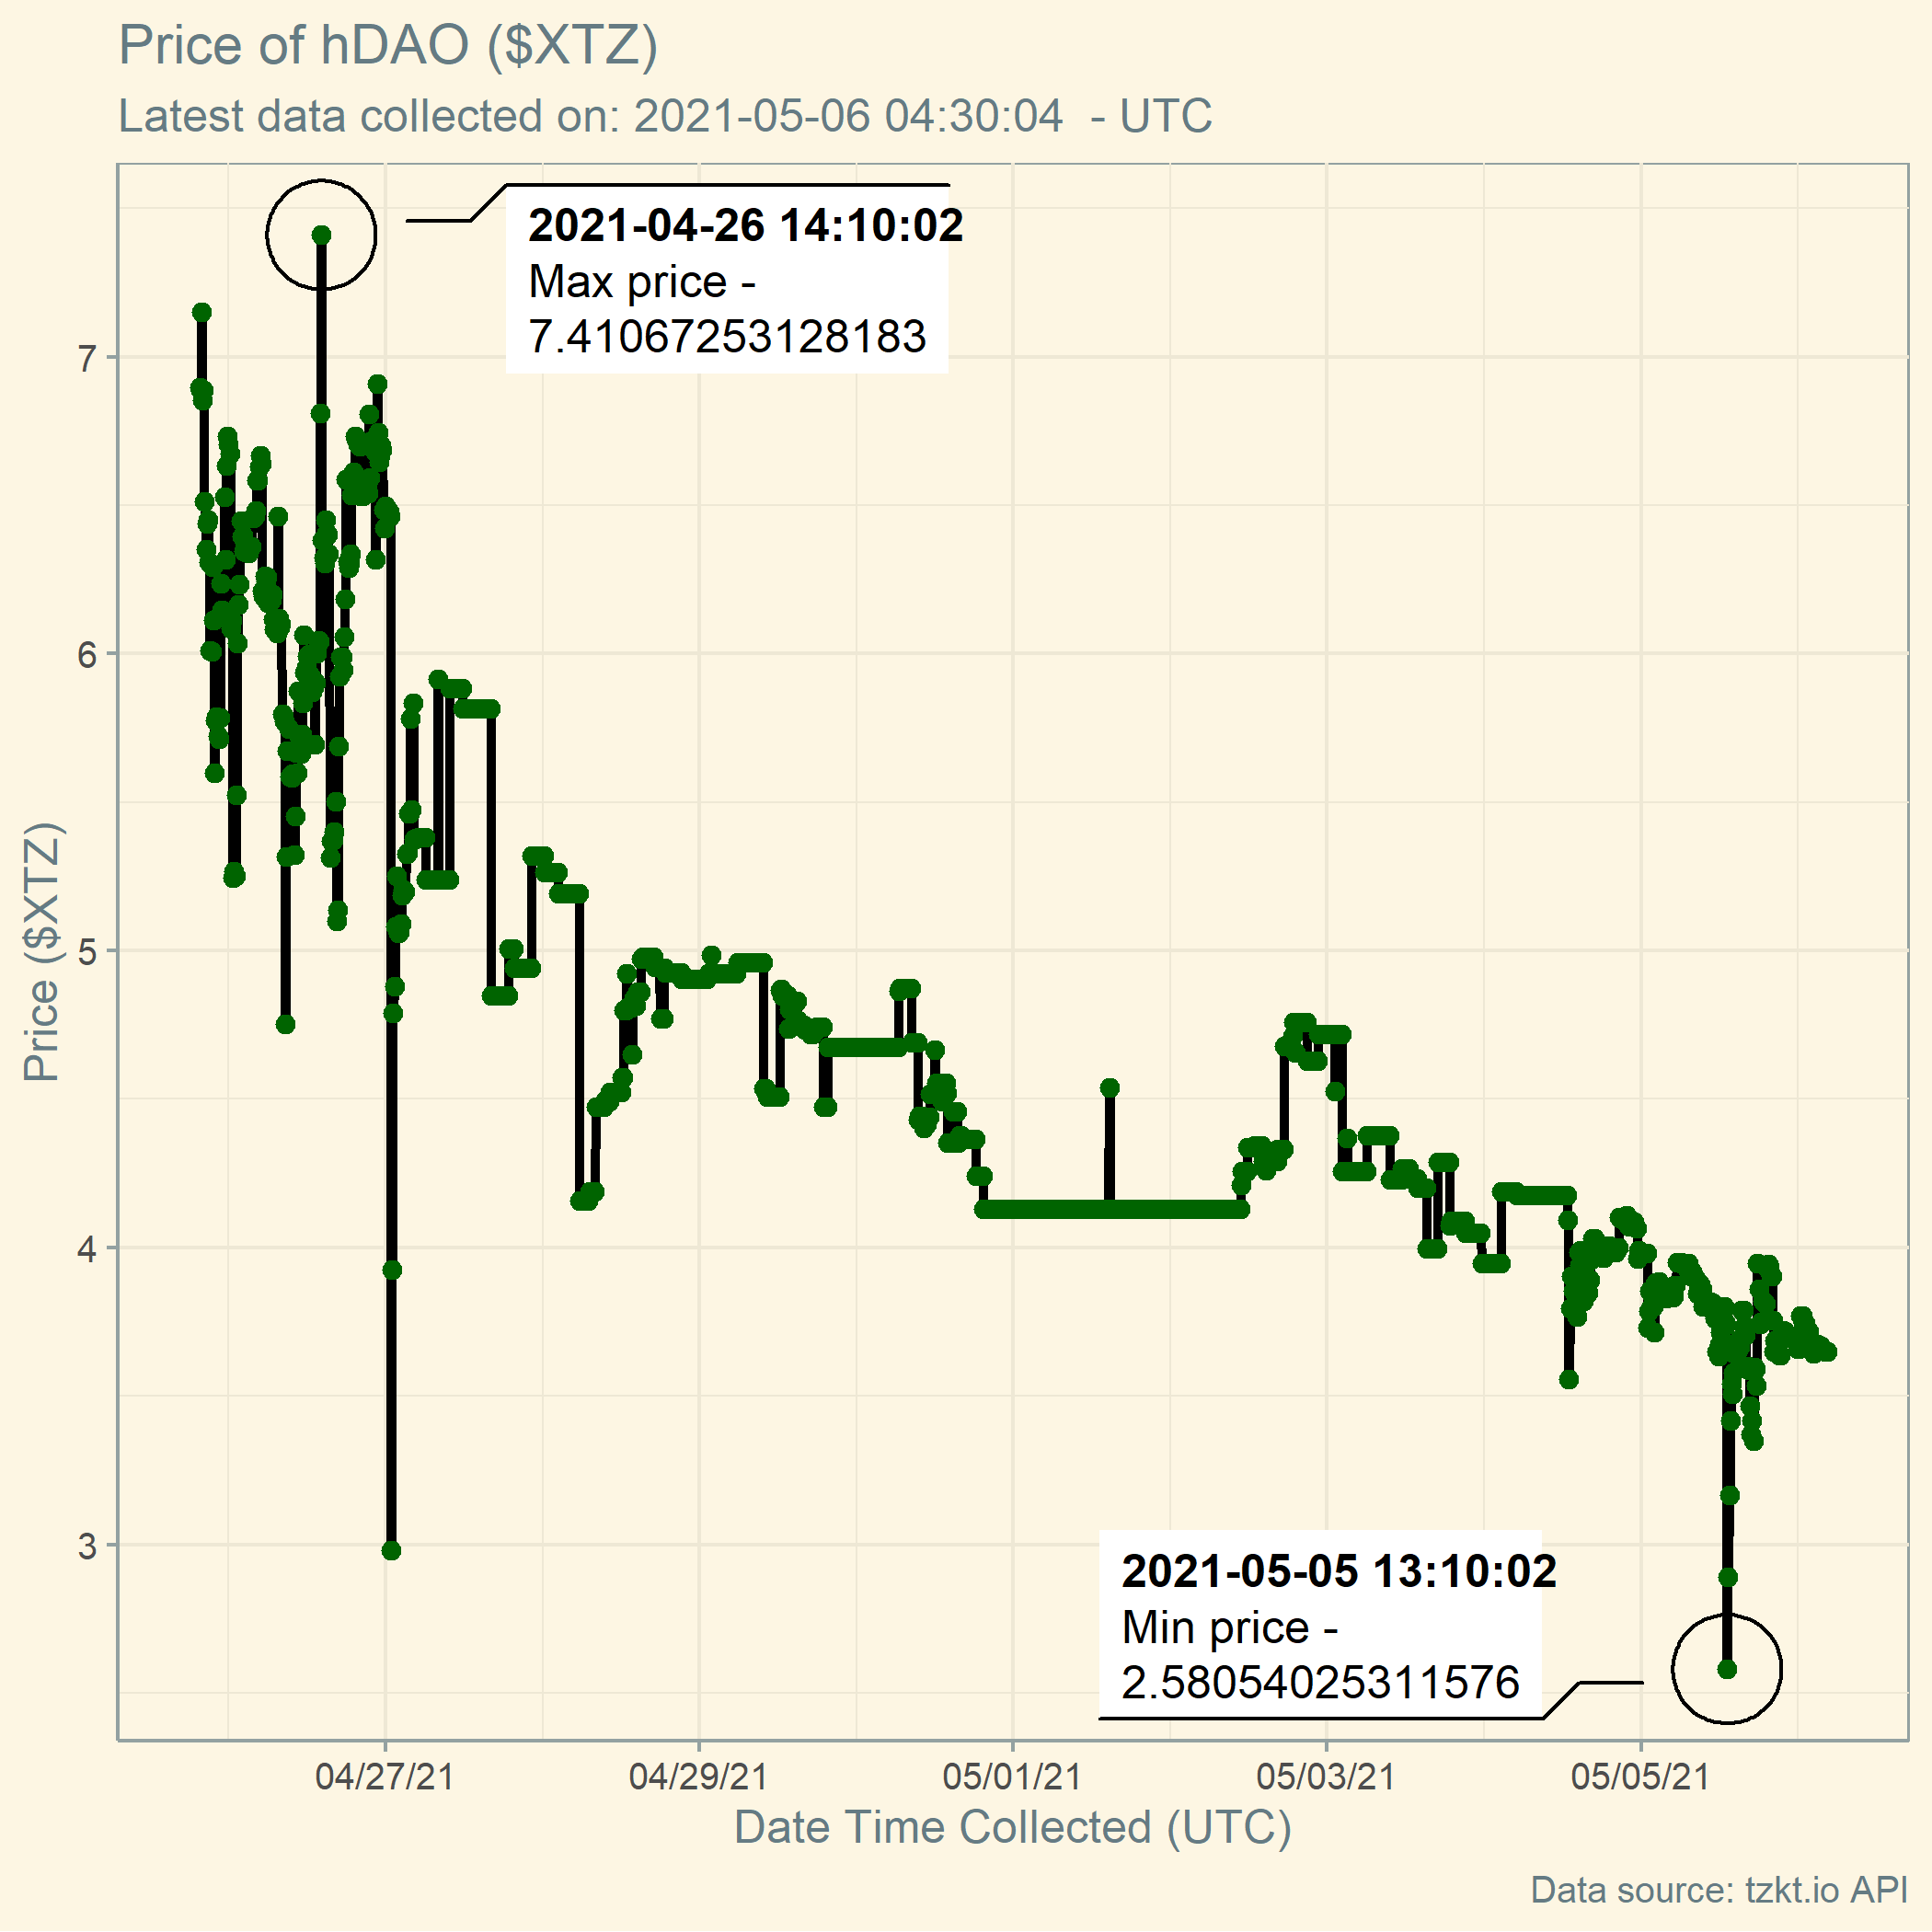 Price of hDAO ($XTZ)
Latest data collected on: 2021-05-06 04:30:04  - UTC
2021-04-26 14:10:02
Max price -
7.41067253128183
7
6
5
4
3
Price ($XTZ)
2021-05-05 13:10:02
Min price -
2.58054025311576
04/27/21
04/29/21
05/01/21
05/03/21
05/05/21
Date Time Collected (UTC)
Data source: tzkt.io API